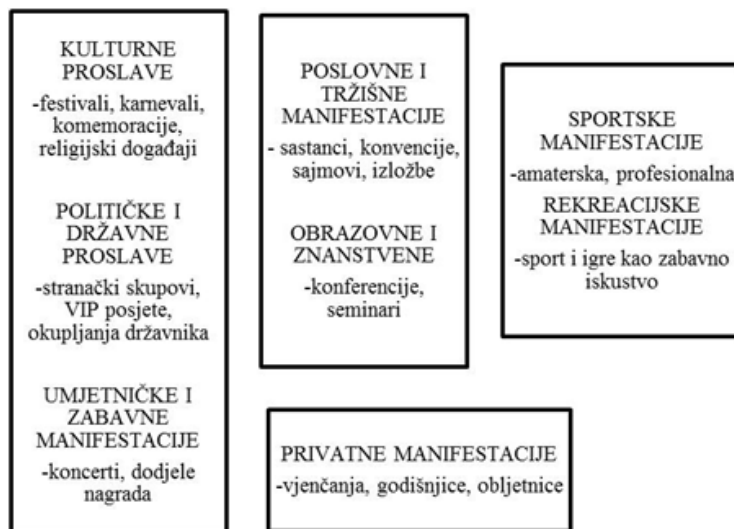 KULTURNE
PROSLAVE
-festivali, karnevali,
komemoracije,
religijski događaji
POLITIČKE I
DRŽAVNE
PROSLAVE
-stranački skupovi,
VIP posjete,
okupljanja državnika
UMJETNIČKE I
ZABAVNE
MANIFESTACIJE
-koncerti, dodjele
nagrada
POSLOVNE I
TRŽIŠNE
MANIFESTACIJE
- sastanci, konvencije,
sajmovi, izložbe
OBRAZOVNE I
ZNANSTVENE
-konferencije,
seminari
SPORTSKE
MANIFESTACIJE
-amaterska, profesionalna
REKREACIJSKE
MANIFESTACIJE
-sport i igre kao zabavno
iskustvo
PRIVATNE MANIFESTACIJE
-vjenčanja, godišnjice, obljetnice